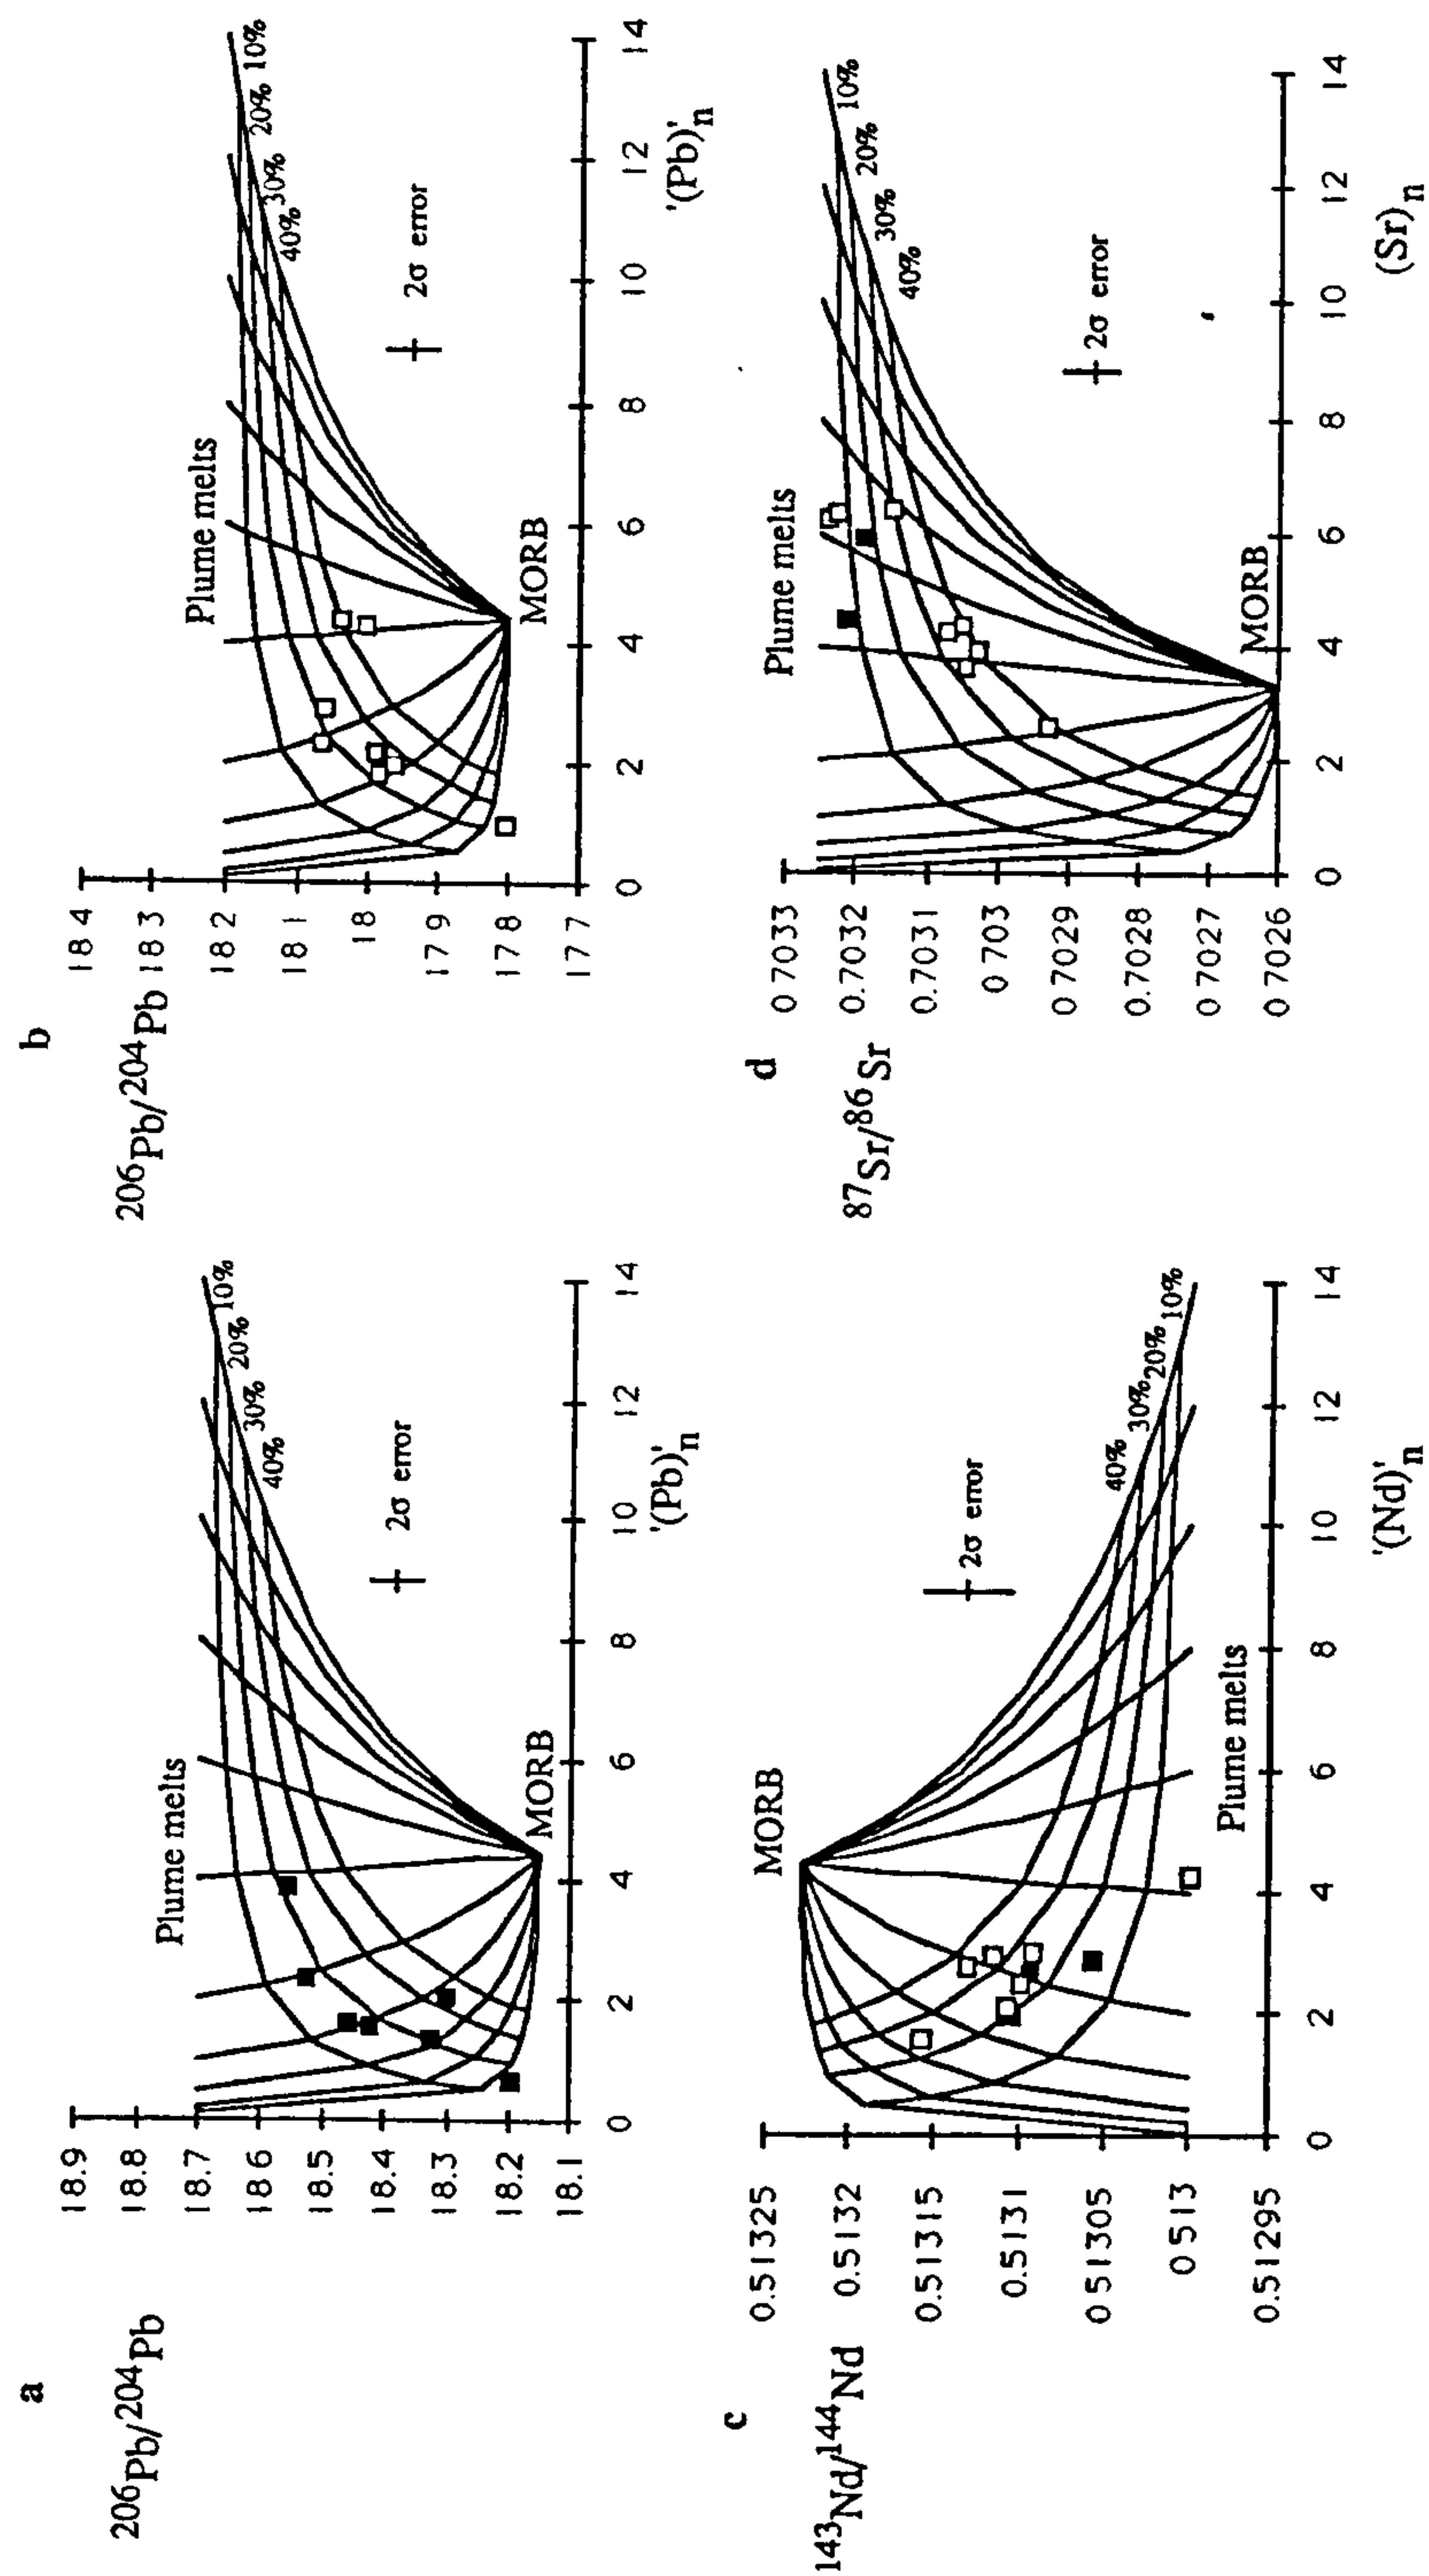 a
206Pb/204Pb
18.9
18.8
18.7
18.6
18.5
18.4
18.3
18.2
18.1
0 2 4 6 8 10 12 14
'(Pb)'n
Plume melts
MORB
10%
20%
30%
40%
2σ error
b
206Pb/204Pb
18 4
18 3
18 2
18 1
18
17 9
17 8
17 7
0 2 4 6 8 10 12 14
'(Pb)'n
Plume melts
MORB
10%
20%
30%
40%
2σ error
c
143Nd/144Nd
0.51325
0.5132
0.51315
0.5131
0 51305
0 513
0.51295
0 2 4 6 8 10 12 14
'(Nd)'n
MORB
Plume melts
40%
30%
20%
10%
2σ error
d
87Sr/86Sr
0 7033
0.7032
0.7031
0 703
0 7029
0.7028
0 7027
0 7026
0 2 4 6 8 10 12 14
(Sr)n
Plume melts
MORB
10%
20%
30%
40%
2σ error